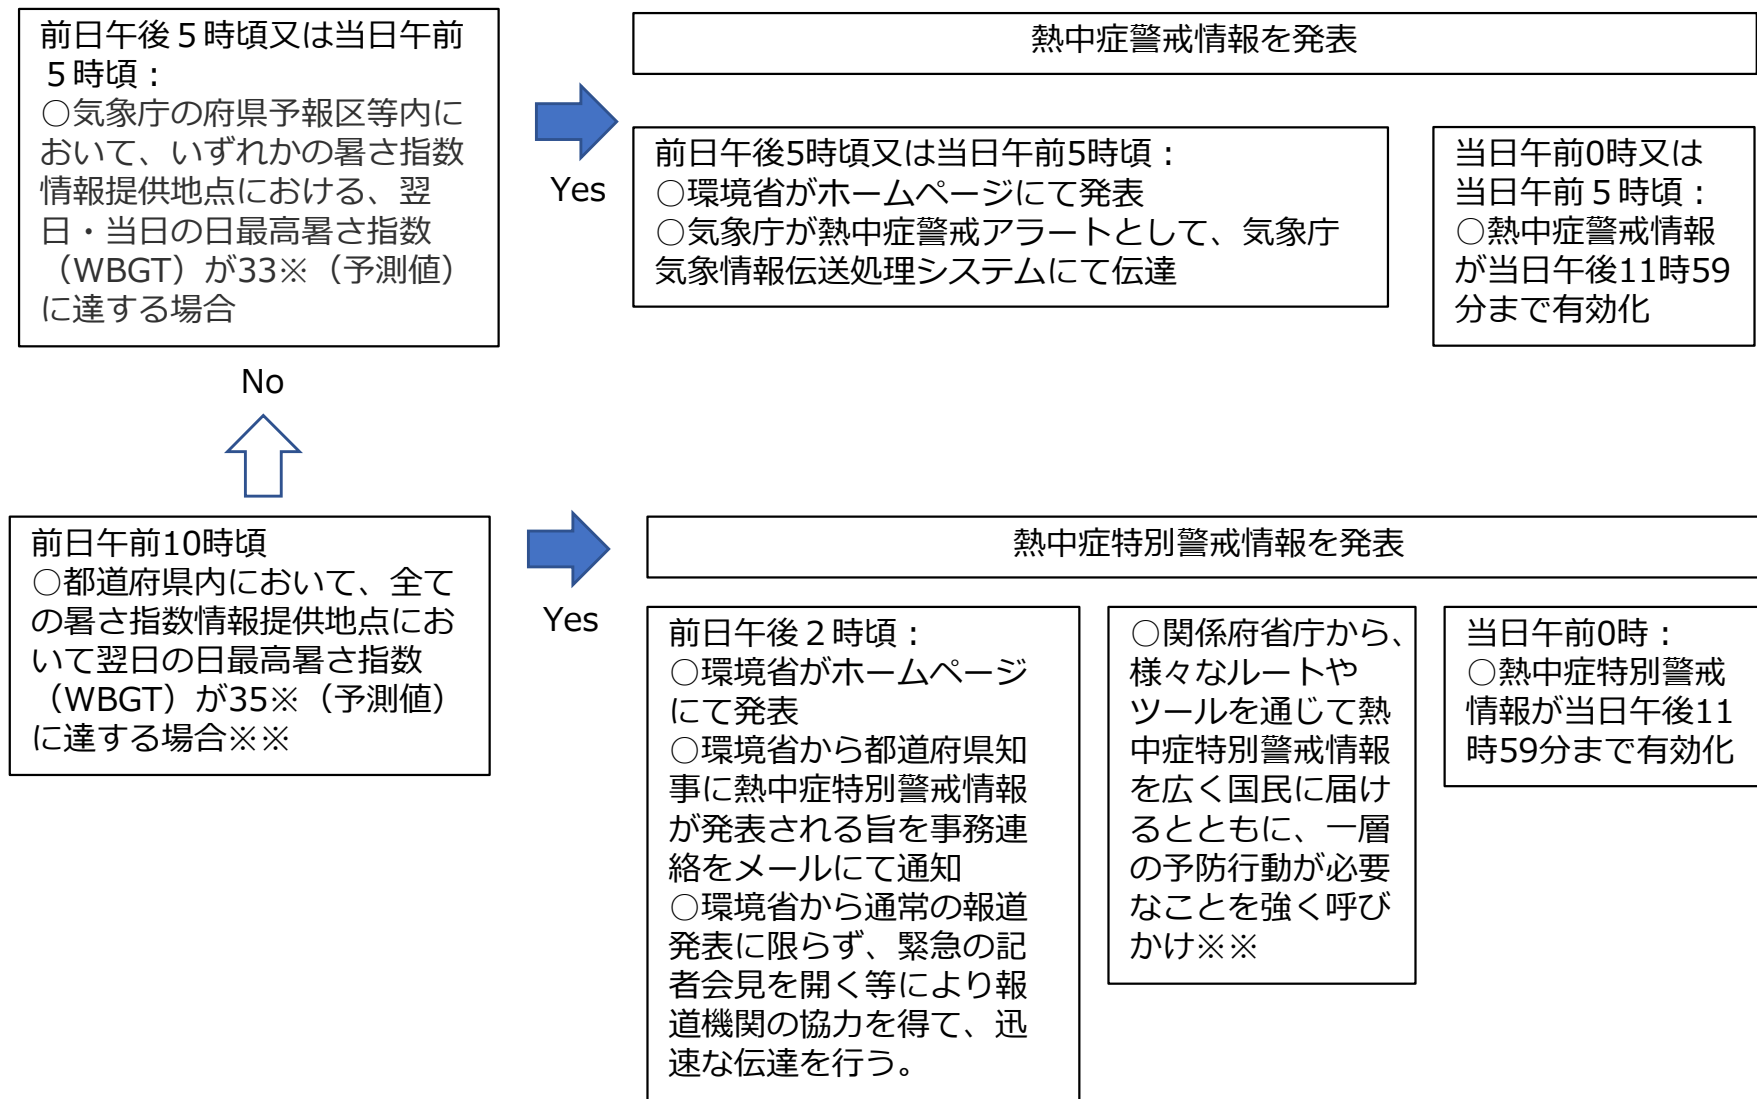 前日午後５時頃又は当日午前
５時頃：
○気象庁の府県予報区等内に
おいて、いずれかの暑さ指数
情報提供地点における、翌
日・当日の日最高暑さ指数
（WBGT）が33※（予測値）
に達する場合
Yes
熱中症警戒情報を発表
前日午後5時頃又は当日午前5時頃：
○環境省がホームページにて発表
○気象庁が熱中症警戒アラートとして、気象庁
気象情報伝送処理システムにて伝達
当日午前0時又は
当日午前５時頃：
○熱中症警戒情報
が当日午後11時59
分まで有効化
No
前日午前10時頃
○都道府県内において、全て
の暑さ指数情報提供地点にお
いて翌日の日最高暑さ指数
（WBGT）が35※（予測値）
に達する場合※※
Yes
熱中症特別警戒情報を発表
前日午後２時頃：
○環境省がホームページ
にて発表
○環境省から都道府県知
事に熱中症特別警戒情報
が発表される旨を事務連
絡をメールにて通知
○環境省から通常の報道
発表に限らず、緊急の記
者会見を開く等により報
道機関の協力を得て、迅
速な伝達を行う。
○関係府省庁から、
様々なルートや
ツールを通じて熱
中症特別警戒情報
を広く国民に届け
るとともに、一層
の予防行動が必要
なことを強く呼び
かけ※※
当日午前0時：
○熱中症特別警戒
情報が当日午後11
時59分まで有効化